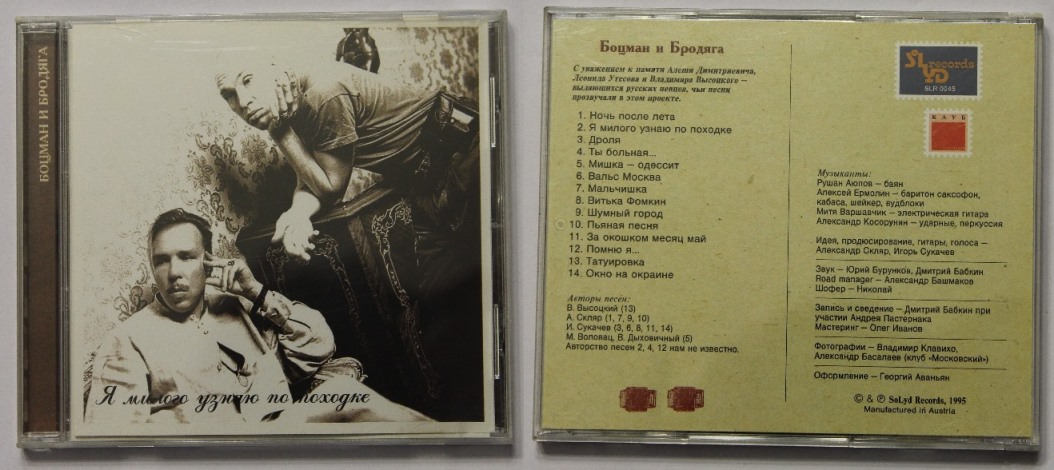 БОЦМАН И БРОДЯГА
Я милого узнаю по походке
Боцман и Бродяга
С уважением к памяти Алеши Димитриевича,
Леонида Утесова и Владимира Высоцкого –
выдающихся русских певцов, чьи песни
прозвучали в этом проекте.
1. Ночь после лета
2. Я милого узнаю по походке
3. Дроля
4. Ты больная...
5. Мишка – одессит
6. Вальс Москва
7. Мальчишка
8. Витька Фомкин
9. Шумный город
10. Пьяная песня
11. За окошком месяц май
12. Помню я...
13. Татуировка
14. Окно на окраине
Авторы песен:
В. Высоцкий (13)
А. Скляр (1, 7, 9, 10)
И. Сукачев (3, 6, 8, 11, 14)
М. Воловац, В. Дыховичный (5)
Авторство песен 2, 4, 12 нам не известно.
SoLYD records
SLR 0045
КЛУБ
Музыканты:
Рушан Аюпов – баян
Алексей Ермолин – баритон саксофон,
кабаса, шейкер, вудблоки
Митя Варшавчик – электрическая гитара
Александр Косорунин – ударные, перкуссия
Идея, продюсирование, гитары, голоса –
Александр Скляр, Игорь Сукачев
Звук – Юрий Бурунков, Дмитрий Бабкин
Road manager – Александр Башмаков
Шофер – Николай
Запись и сведение – Дмитрий Бабкин при
участии Андрея Пастернака
Мастеринг – Олег Иванов
Фотографии – Владимир Клавихо,
Александр Басалаев (клуб «Московский»)
Оформление – Георгий Аваньян
© & ℗ SoLyd Records, 1995
Manufactured in Austria